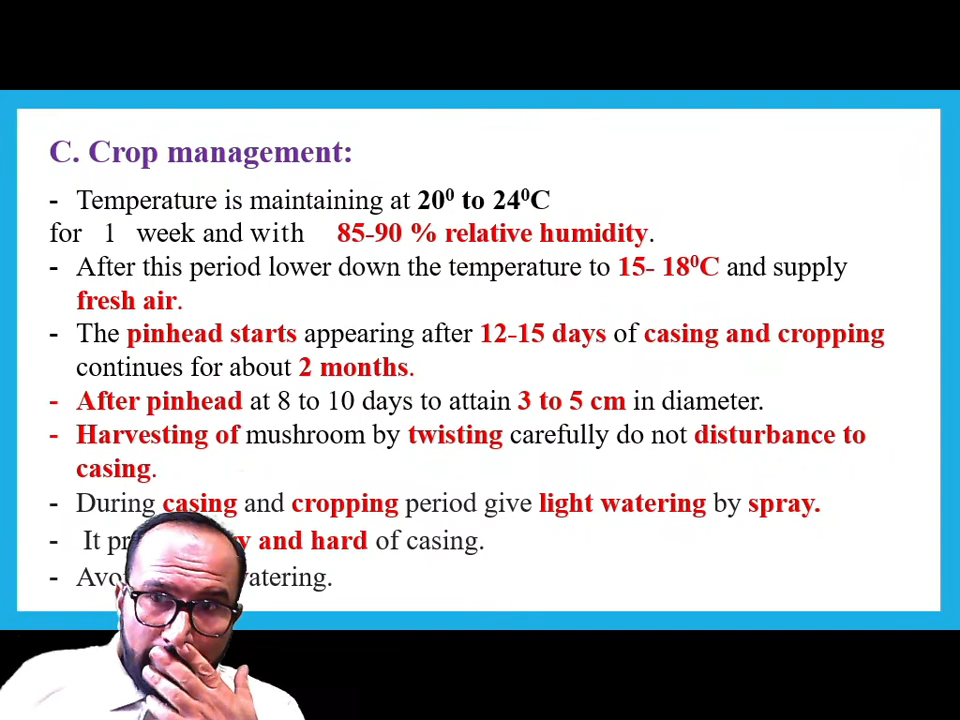 C. Crop management:
- Temperature is maintaining at 20⁰ to 24⁰C
for 1 week and with 85-90 % relative humidity.
- After this period lower down the temperature to 15- 18⁰C and supply
fresh air.
- The pinhead starts appearing after 12-15 days of casing and cropping
continues for about 2 months.
- After pinhead at 8 to 10 days to attain 3 to 5 cm in diameter.
- Harvesting of mushroom by twisting carefully do not disturbance to
casing.
- During casing and cropping period give light watering by spray.
- It and hard of casing.
- watering.